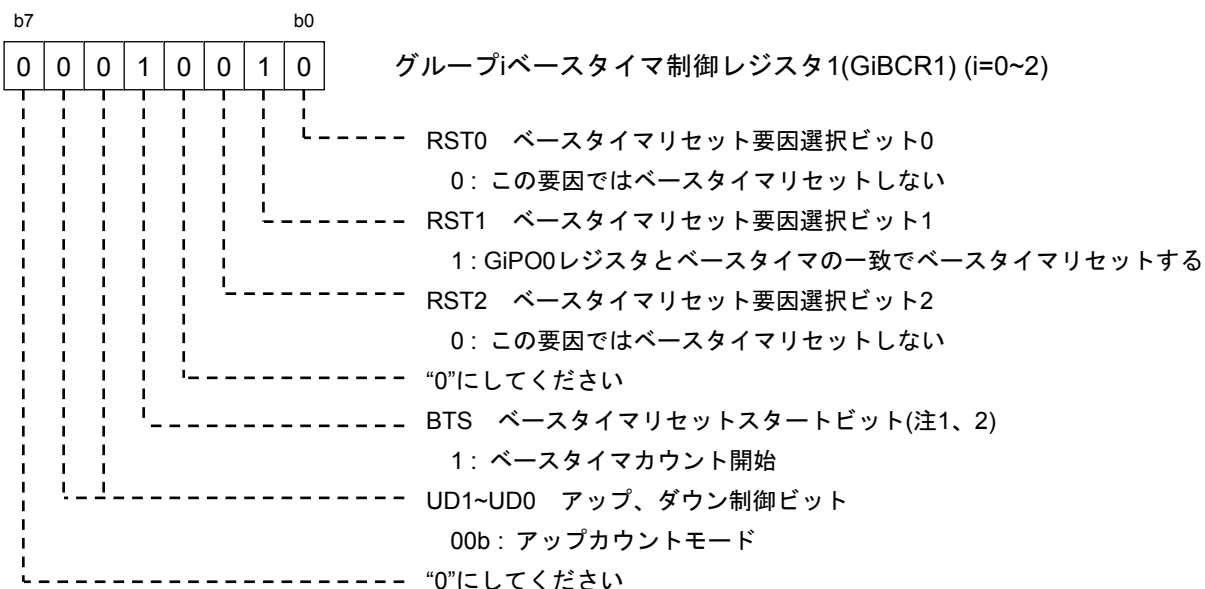 b7 b0
0 0 0 1 0 0 1 0
グループiベースタイマ制御レジスタ1(GiBCR1) (i=0~2)
RST0 ベースタイマリセット要因選択ビット0
0 : この要因ではベースタイマリセットしない
RST1 ベースタイマリセット要因選択ビット1
1 : GiPO0レジスタとベースタイマの一致でベースタイマリセットする
RST2 ベースタイマリセット要因選択ビット2
0 : この要因ではベースタイマリセットしない
“0”にしてください
BTS ベースタイマリセットスタートビット(注1、2)
1 : ベースタイマカウント開始
UD1~UD0 アップ、ダウン制御ビット
00b : アップカウントモード
“0”にしてください